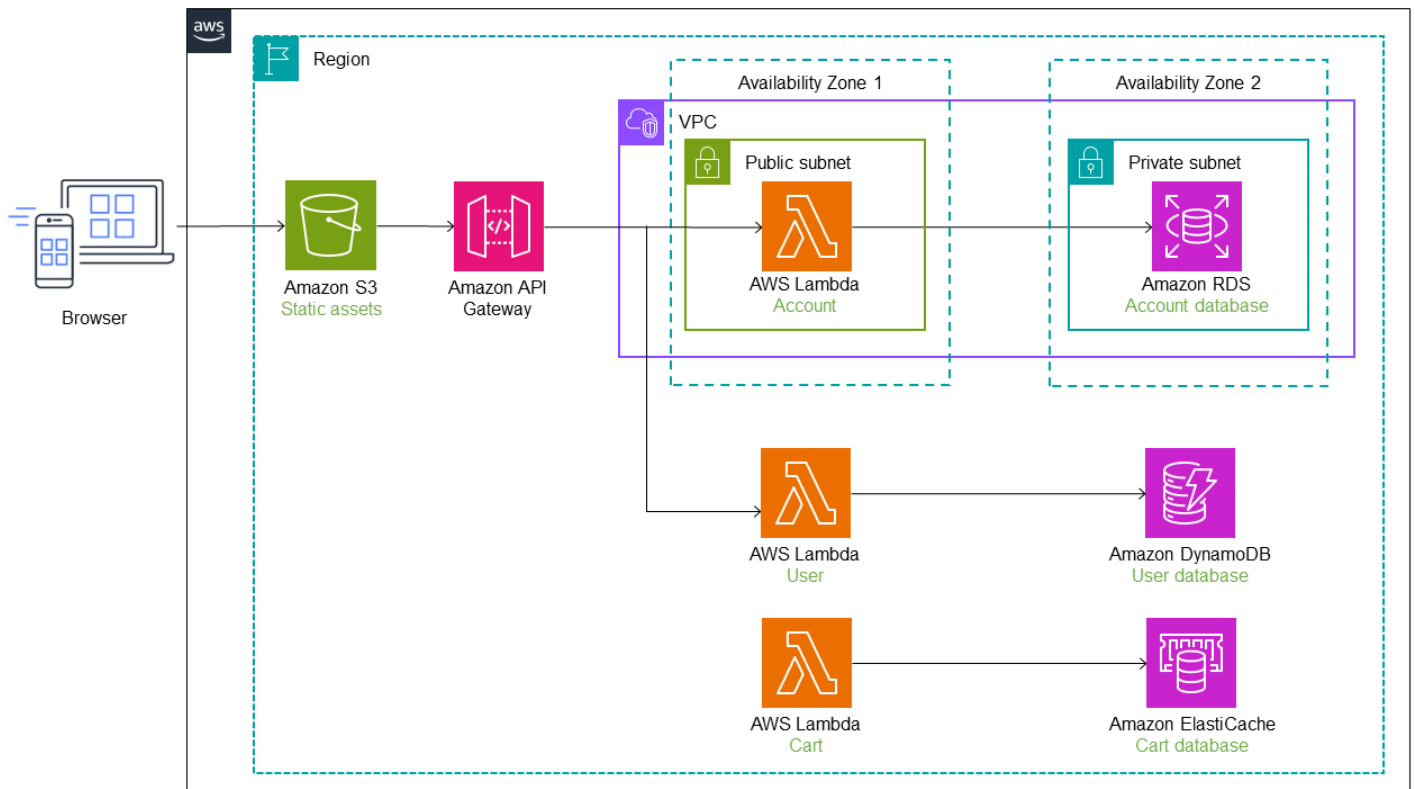 aws
Region
Availability Zone 1
Availability Zone 2
VPC
Public subnet
Private subnet
Amazon S3
Static assets
Amazon API
Gateway
AWS Lambda
Account
Amazon RDS
Account database
Browser
AWS Lambda
User
Amazon DynamoDB
User database
AWS Lambda
Cart
Amazon ElastiCache
Cart database